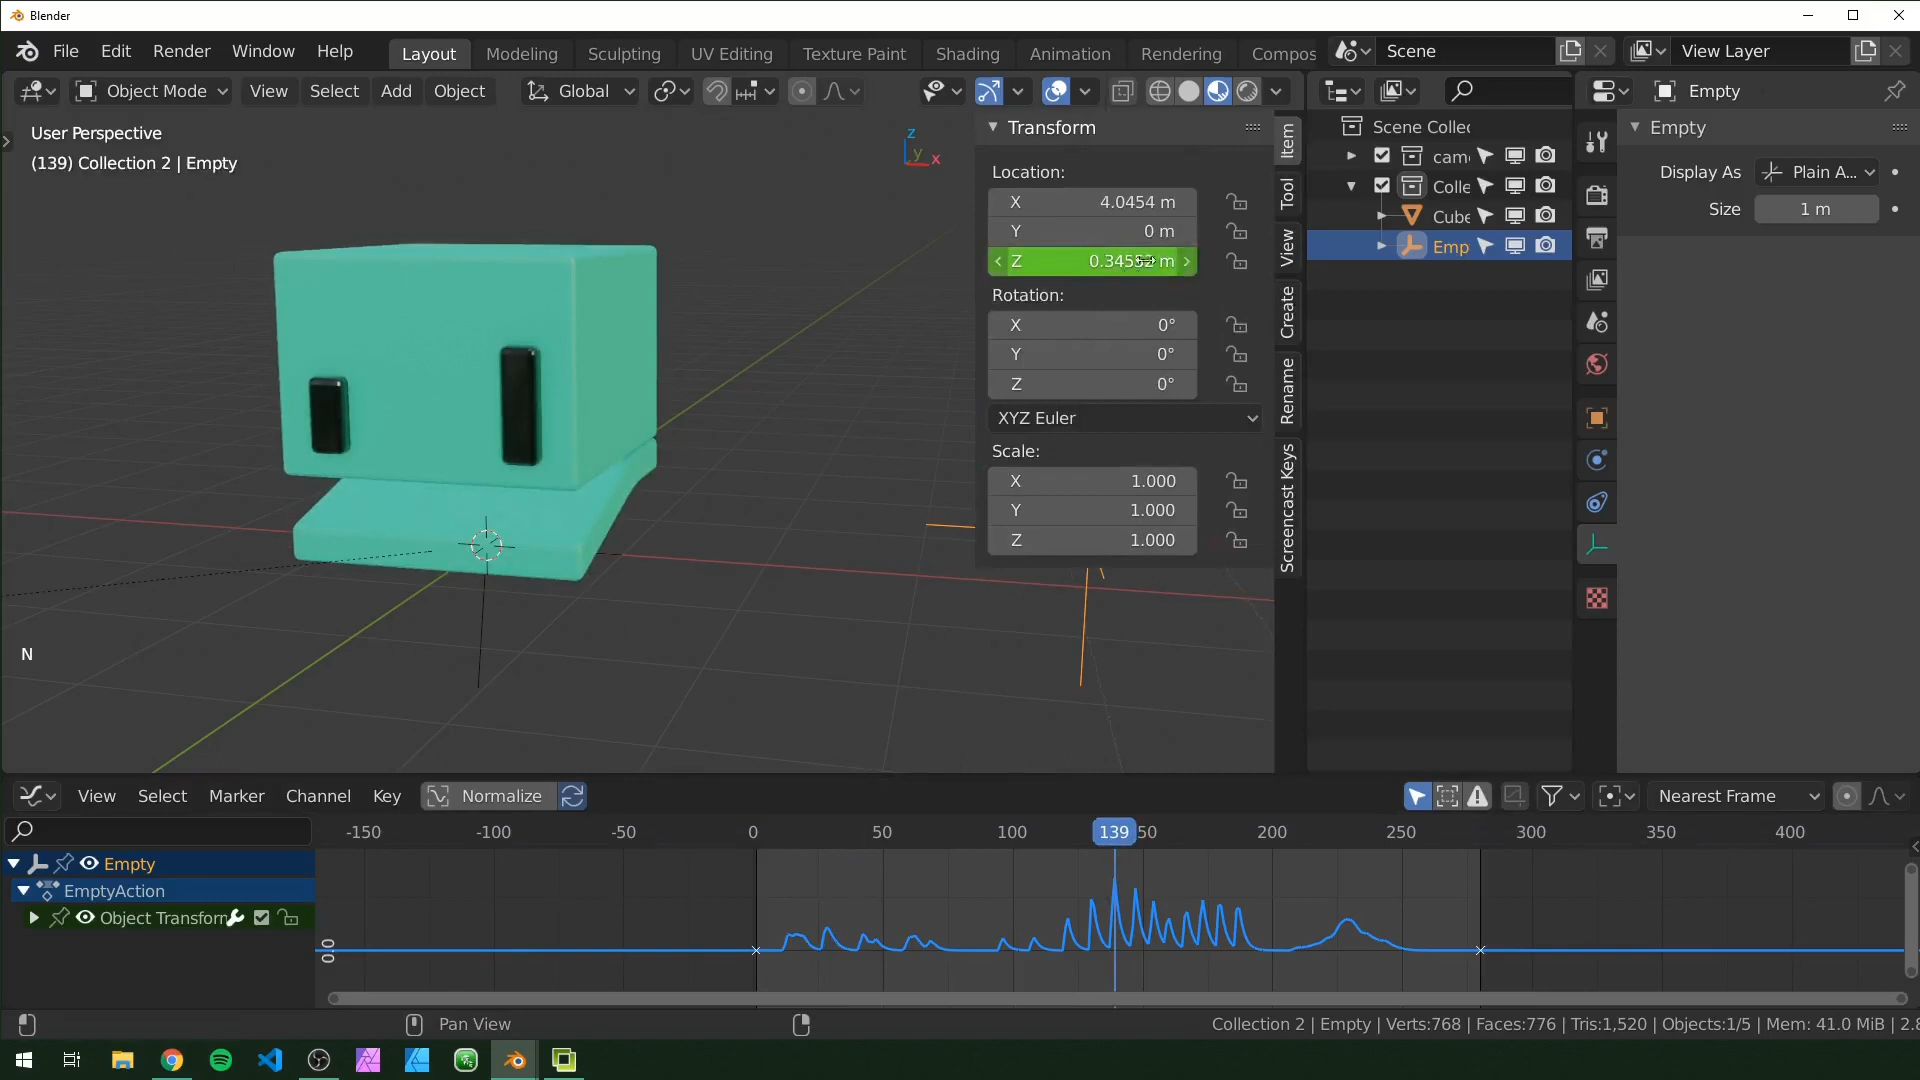 Blender
File Edit Render Window Help
Layout Modeling Sculpting UV Editing Texture Paint Shading Animation Rendering Compos
Scene
View Layer
Object Mode View Select Add Object Global
Empty
User Perspective
(139) Collection 2 | Empty
z
y
x
Transform
Location:
X 4.0454 m
Y 0 m
Z m
Rotation:
X 0°
Y 0°
Z 0°
XYZ Euler
Scale:
X 1.000
Y 1.000
Z 1.000
Item
Tool
View
Create
Rename
Screencast Keys
Scene Collec
came
Colle
Cube
Emp
Empty
Display As Plain A...
Size 1 m
N
View Select Marker Channel Key Normalize Nearest Frame
-150 -100 -50 0 50 100 139 50 200 250 300 350 400
Empty
EmptyAction
Object Transform
0.0
Pan View
Collection 2 | Empty | Verts:768 | Faces:776 | Tris:1,520 | Objects:1/5 | Mem: 41.0 MiB | 2.8